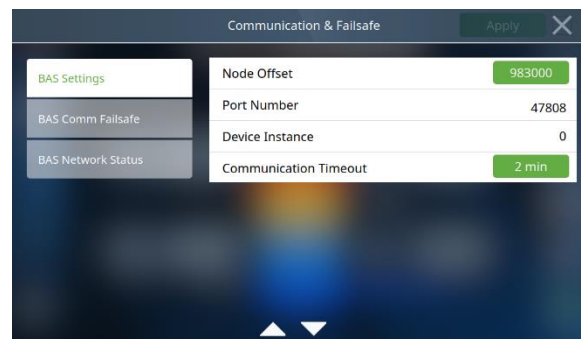 Communication & Failsafe
Apply
BAS Settings
BAS Comm Failsafe
BAS Network Status
Node Offset 983000
Port Number 47808
Device Instance 0
Communication Timeout 2 min